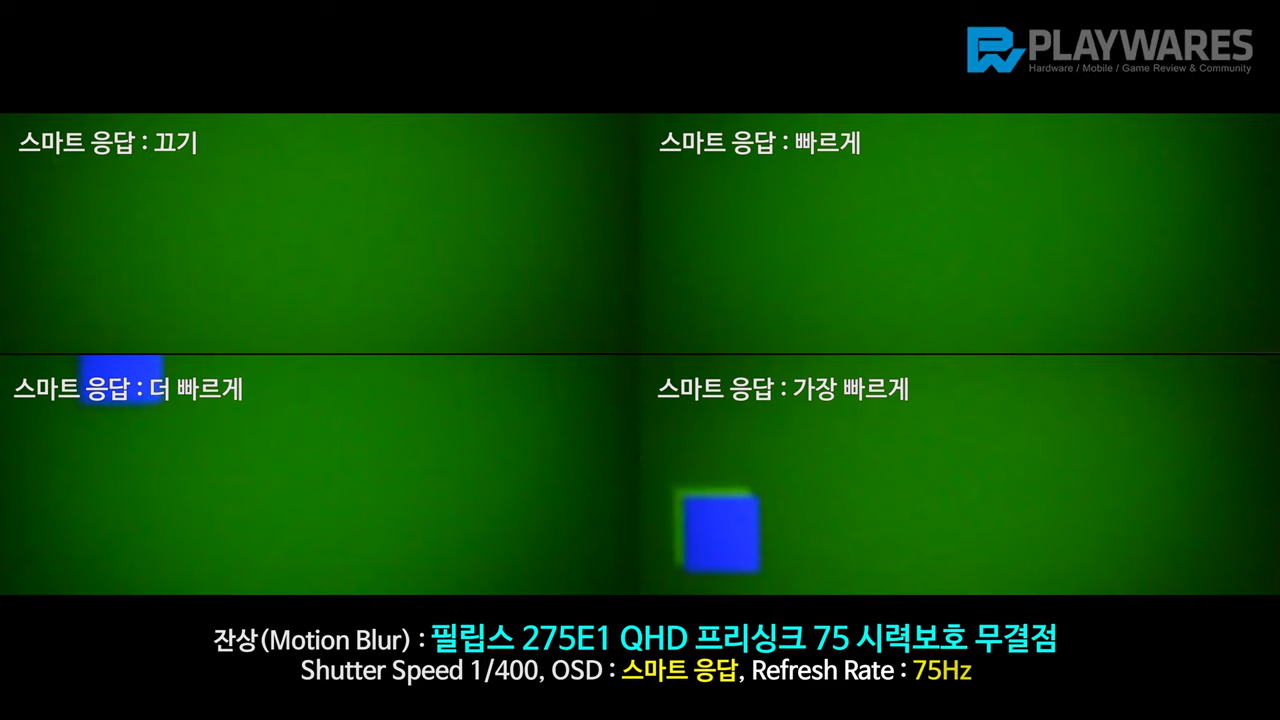 PLAYWARES
Hardware / Mobile / Game Review & Community
스마트 응답 : 끄기
스마트 응답 : 빠르게
스마트 응답 : 더 빠르게
스마트 응답 : 가장 빠르게
잔상(Motion Blur) : 필립스 275E1 QHD 프리싱크 75 시력보호 무결점
Shutter Speed 1/400, OSD : 스마트 응답, Refresh Rate : 75Hz